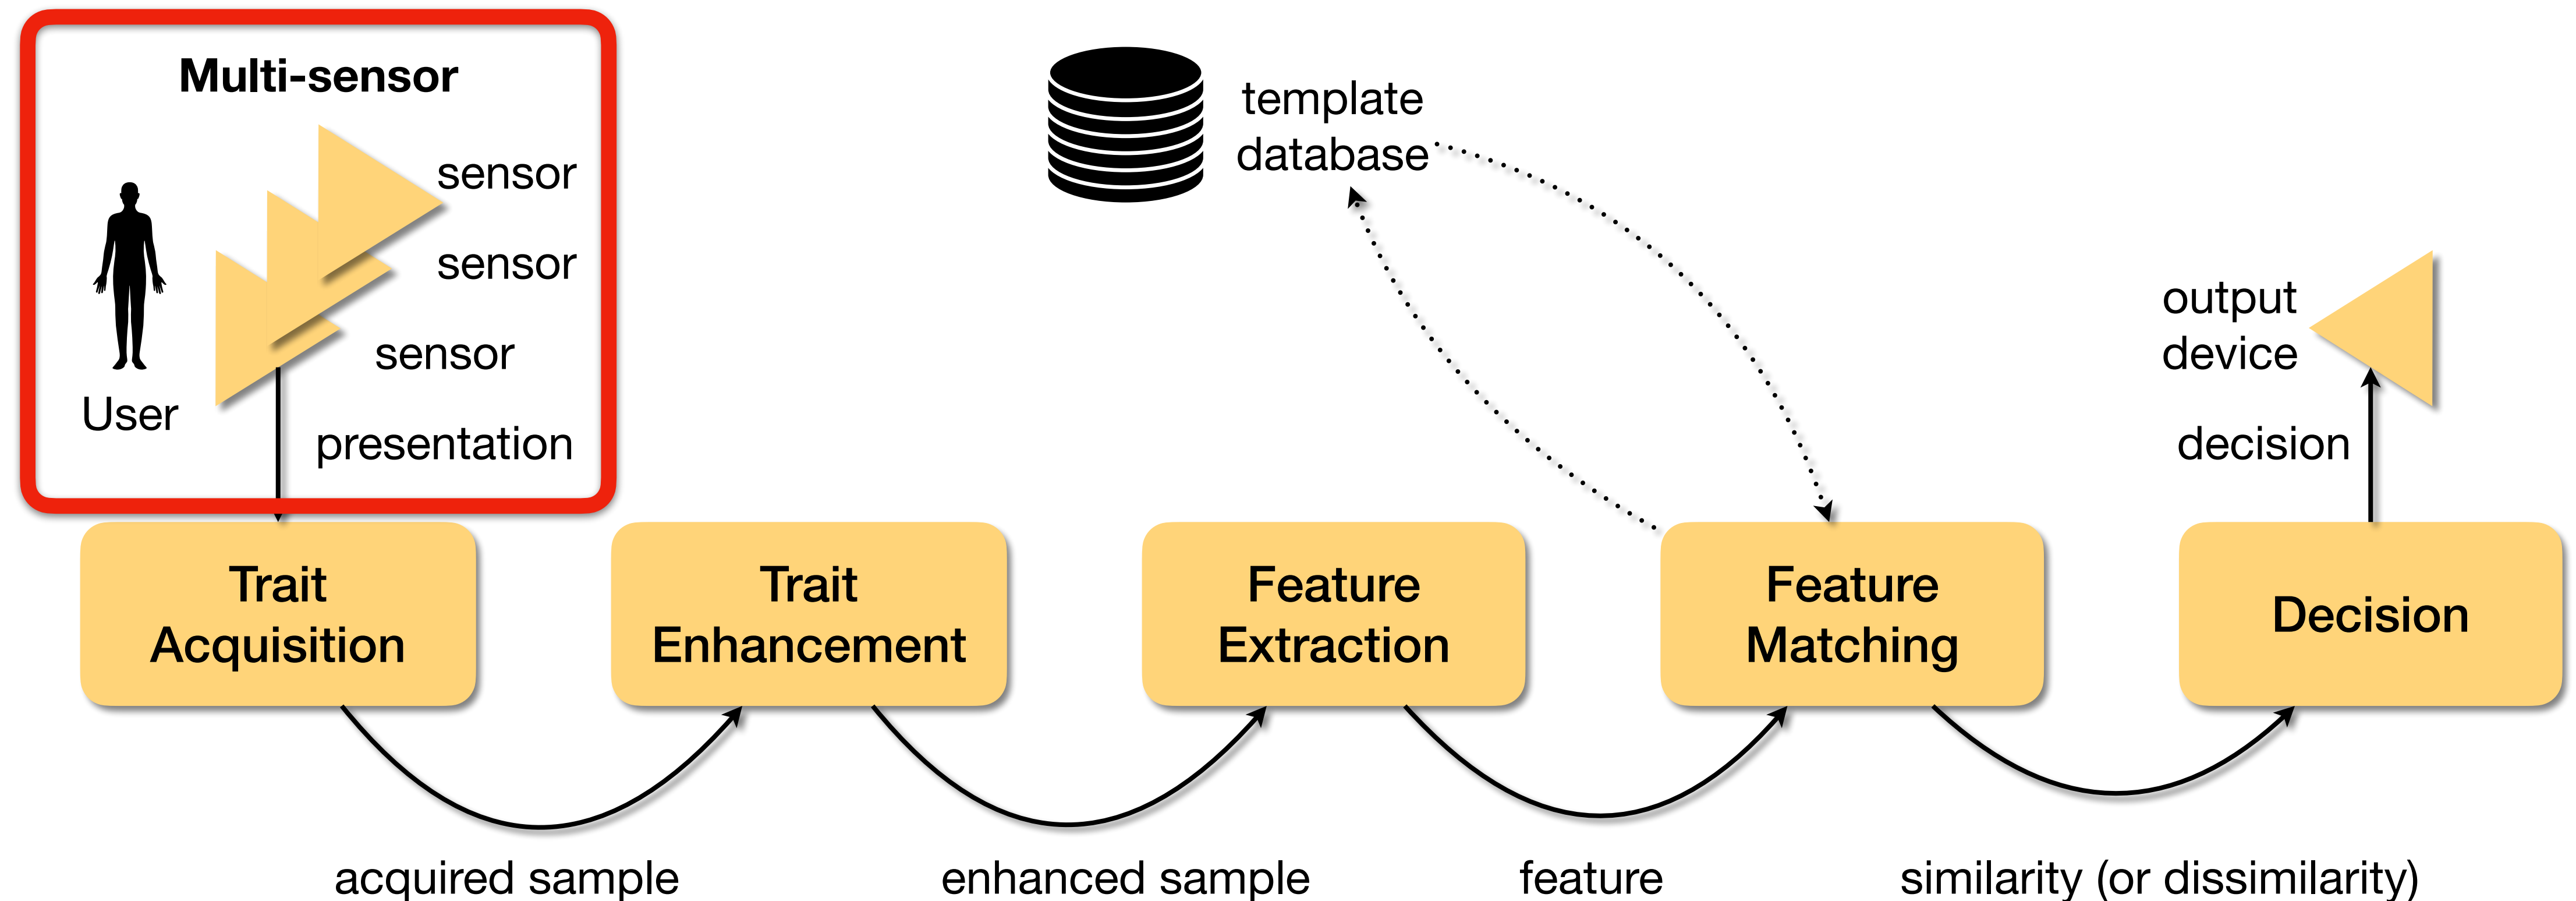 Multi-sensor
sensor
sensor
sensor
User
presentation
template
database
output
device
decision
Trait
Acquisition
Trait
Enhancement
Feature
Extraction
Feature
Matching
Decision
acquired sample
enhanced sample
feature
similarity (or dissimilarity)